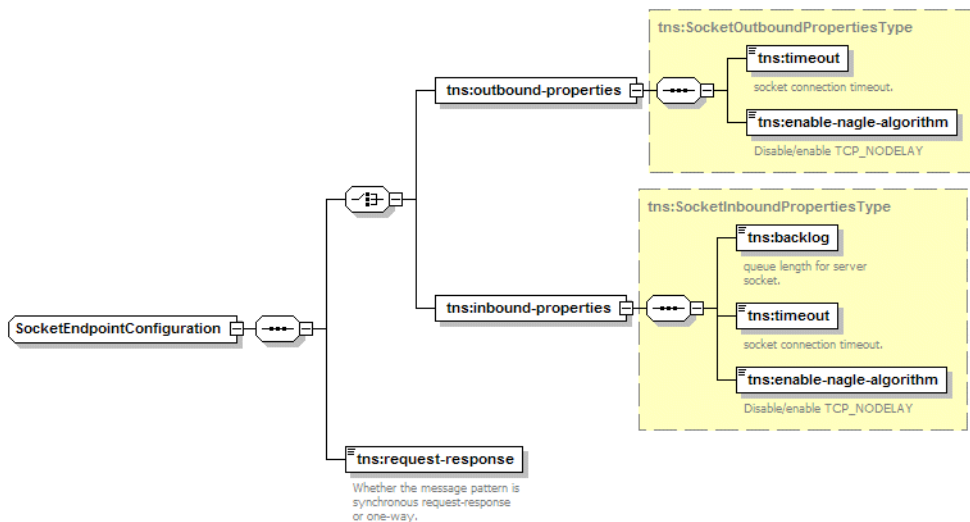 tns:SocketOutboundPropertiesType
tns:timeout
socket connection timeout.
tns:outbound-properties
tns:enable-nagle-algorithm
Disable/enable TCP_NODELAY
tns:SocketInboundPropertiesType
tns:backlog
queue length for server
socket.
tns:inbound-properties
tns:timeout
socket connection timeout.
tns:enable-nagle-algorithm
Disable/enable TCP_NODELAY
SocketEndpointConfiguration
tns:request-response
Whether the message pattern is
synchronous request-response
or one-way.